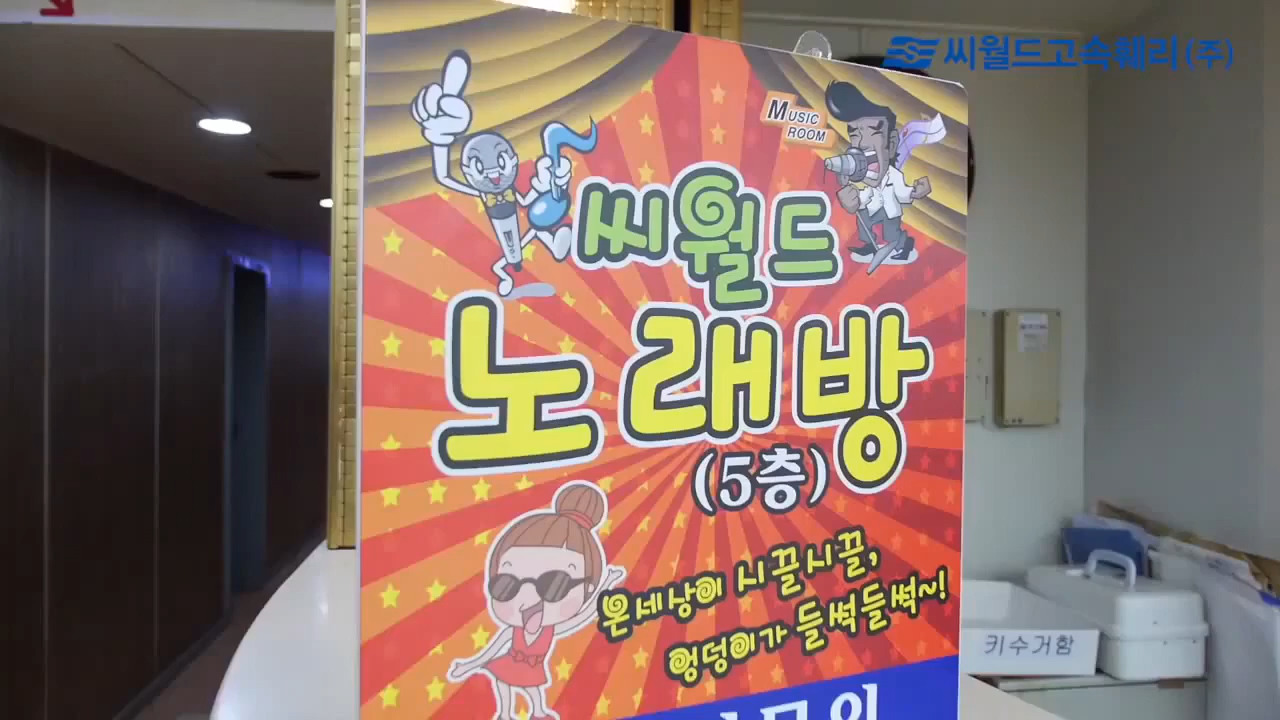 씨월드고속훼리(주)
MUSIC
ROOM
씨월드
노래방
(5층)
온세상이 시끌시끌,
엉덩이가 들썩들썩~!
키수거함